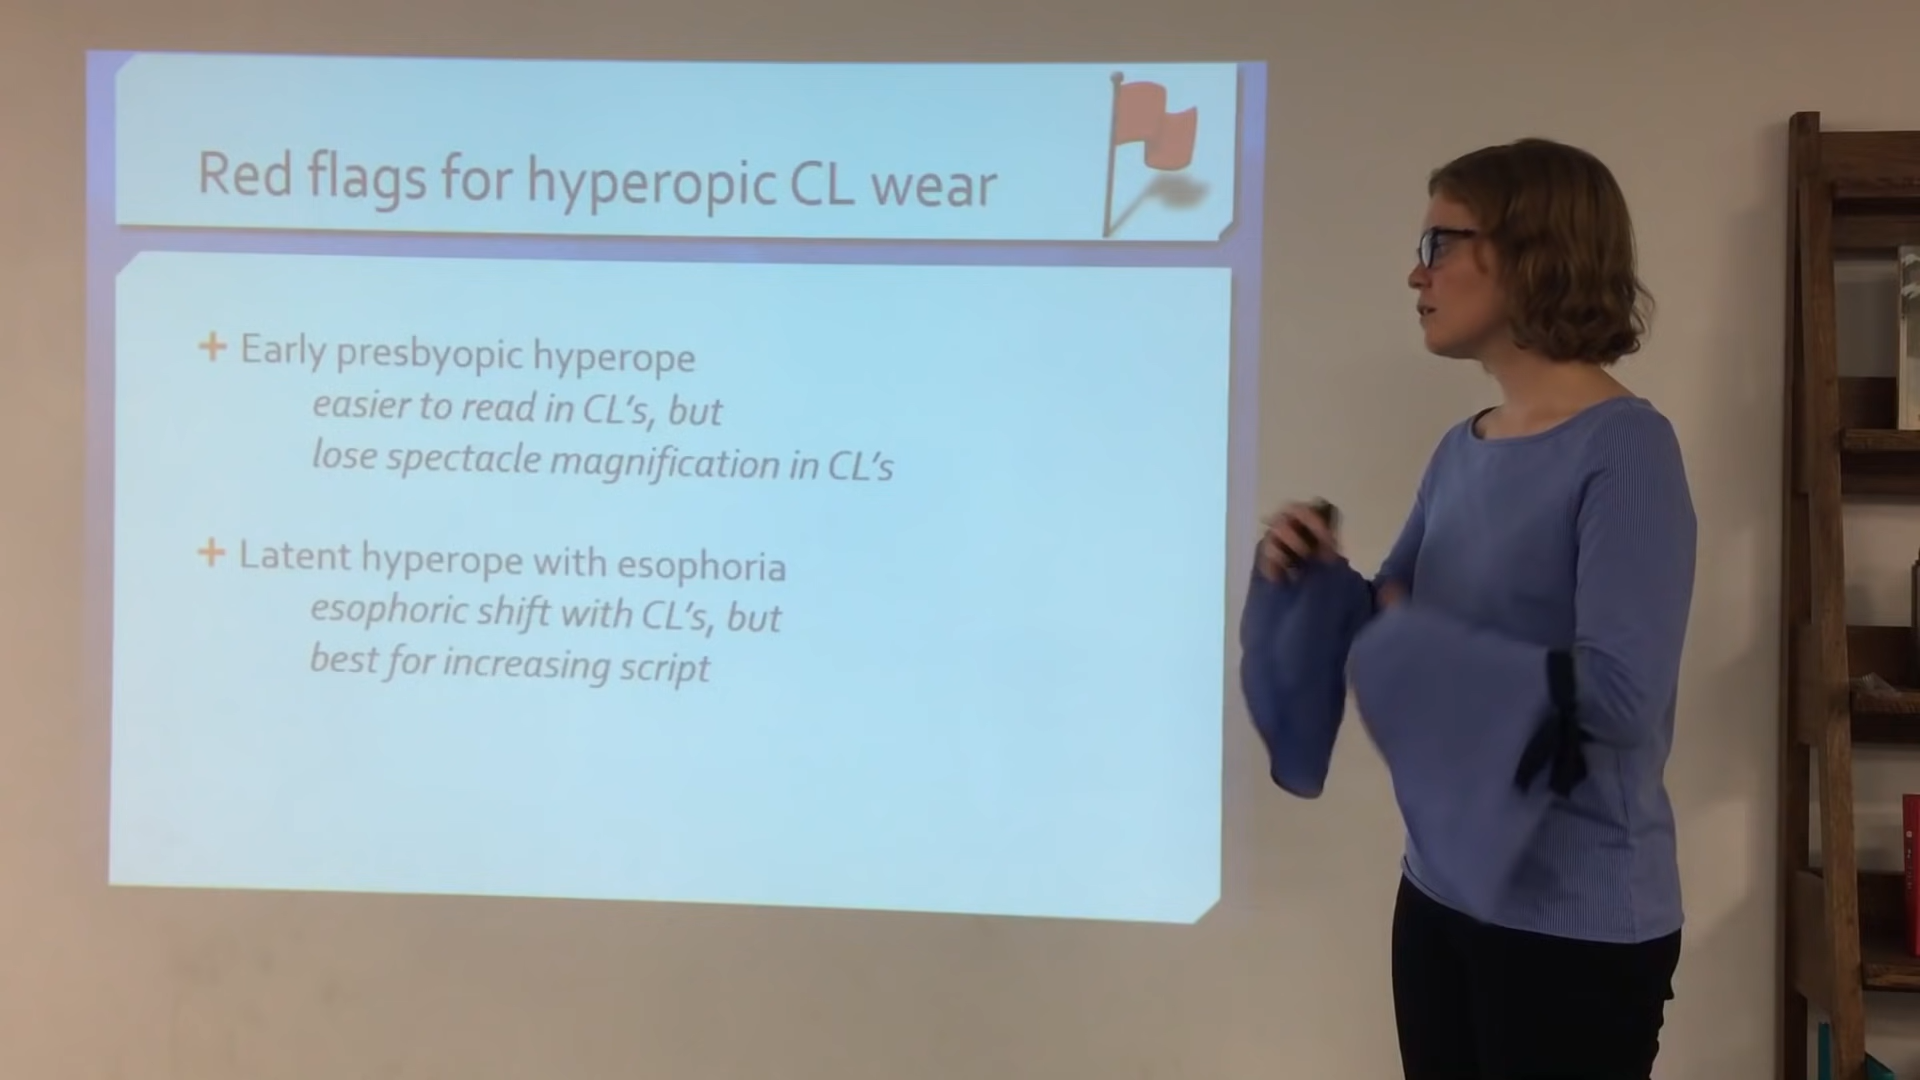 Red flags for hyperopic CL wear
+ Early presbyopic hyperope
easier to read in CL's, but
lose spectacle magnification in CL's
+ Latent hyperope with esophoria
esophoric shift with CL's, but
best for increasing script